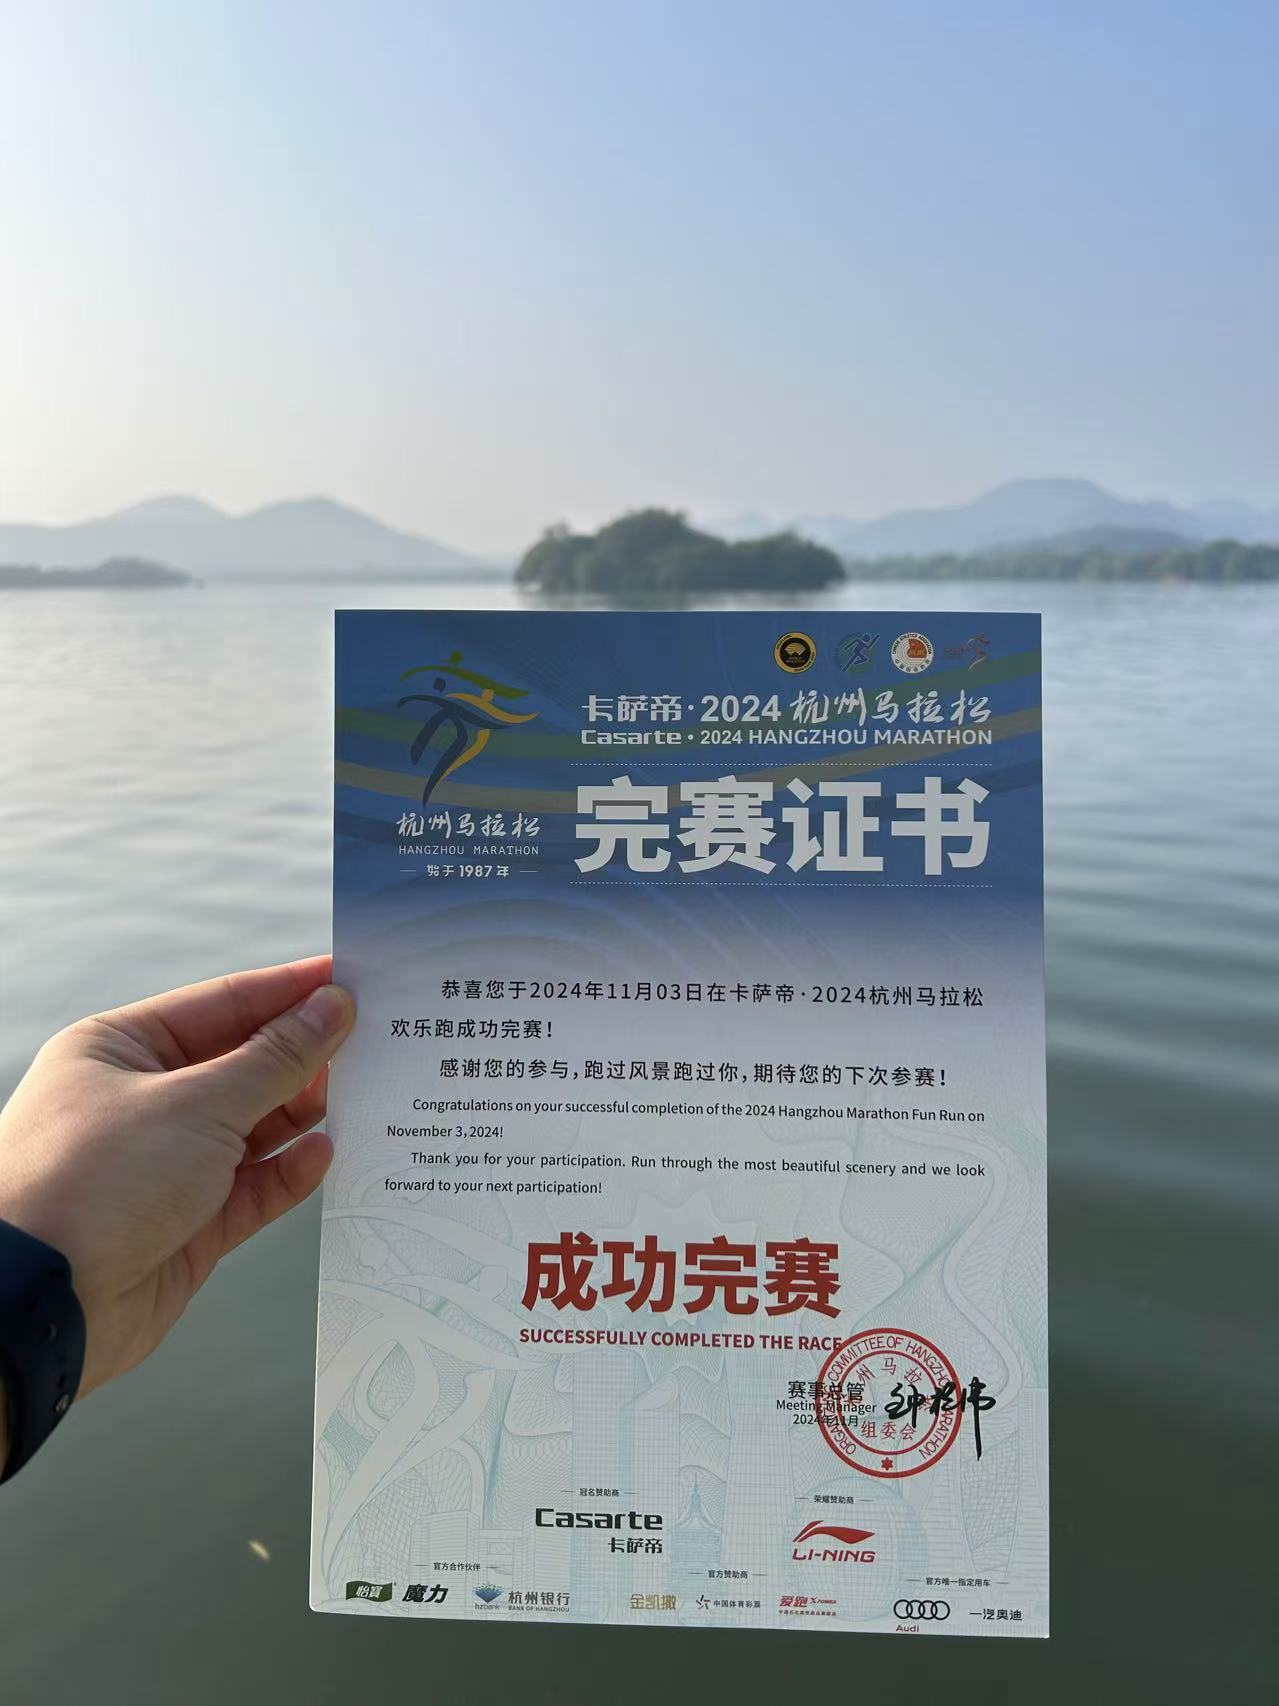 卡萨帝·2024杭州马拉松
Casarte·2024 HANGZHOU MARATHON
完赛证书
杭州马拉松
HANGZHOU MARATHON
始于1987年
恭喜您于2024年11月03日在卡萨帝·2024杭州马拉松
欢乐跑成功完赛！
感谢您的参与，跑过风景跑过你，期待您的下次参赛！
Congratulations on your successful completion of the 2024 Hangzhou Marathon Fun Run on
November 3, 2024!
Thank you for your participation. Run through the most beautiful scenery and we look
forward to your next participation!
成功完赛
SUCCESSFULLY COMPLETED THE RACE
赛事总管
Meeting Manager
2024年11月
COMMITTEE OF HANGZHOU MARATHON
组委会
冠名赞助商
Casarte
卡萨帝
荣耀赞助商
LI-NING
官方合作伙伴
怡寶 魔力
杭州银行
hzbank BANK OF HANGZHOU
官方赞助商
金凯撒 中国体育彩票 爱跑 X POWER
官方唯一指定用车
Audi 一汽奥迪